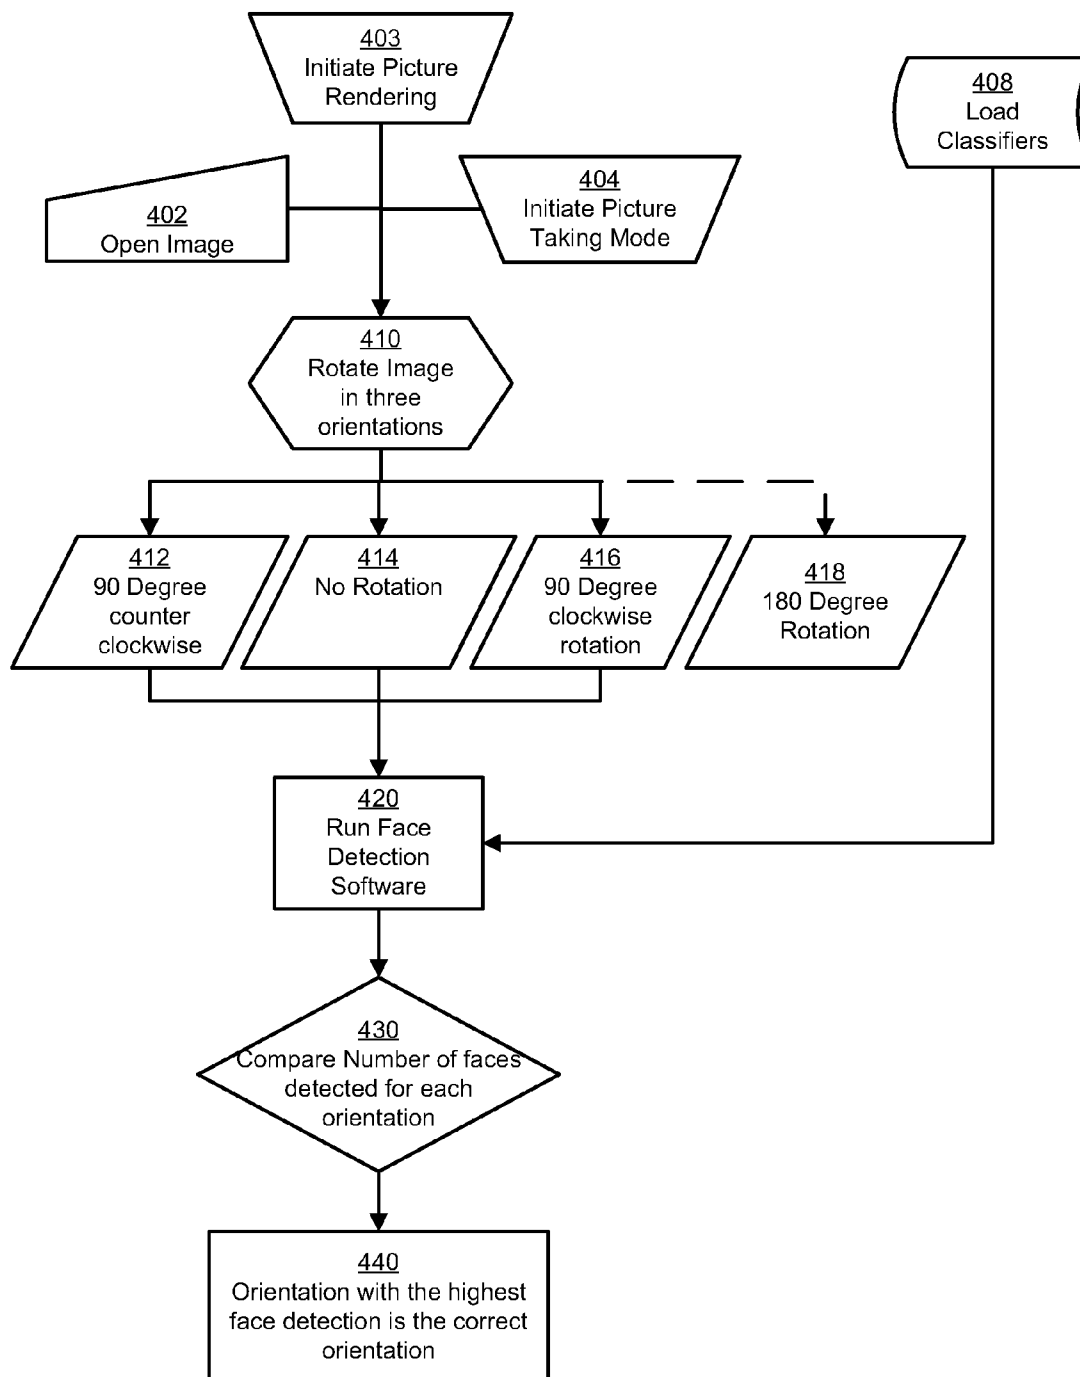 403
Initiate Picture
Rendering
408
Load
Classifiers
402
Open Image
404
Initiate Picture
Taking Mode
410
Rotate Image
in three
orientations
412
90 Degree
counter
clockwise
414
No Rotation
416
90 Degree
clockwise
rotation
418
180 Degree
Rotation
420
Run Face
Detection
Software
430
Compare Number of faces
detected for each
orientation
440
Orientation with the highest
face detection is the correct
orientation